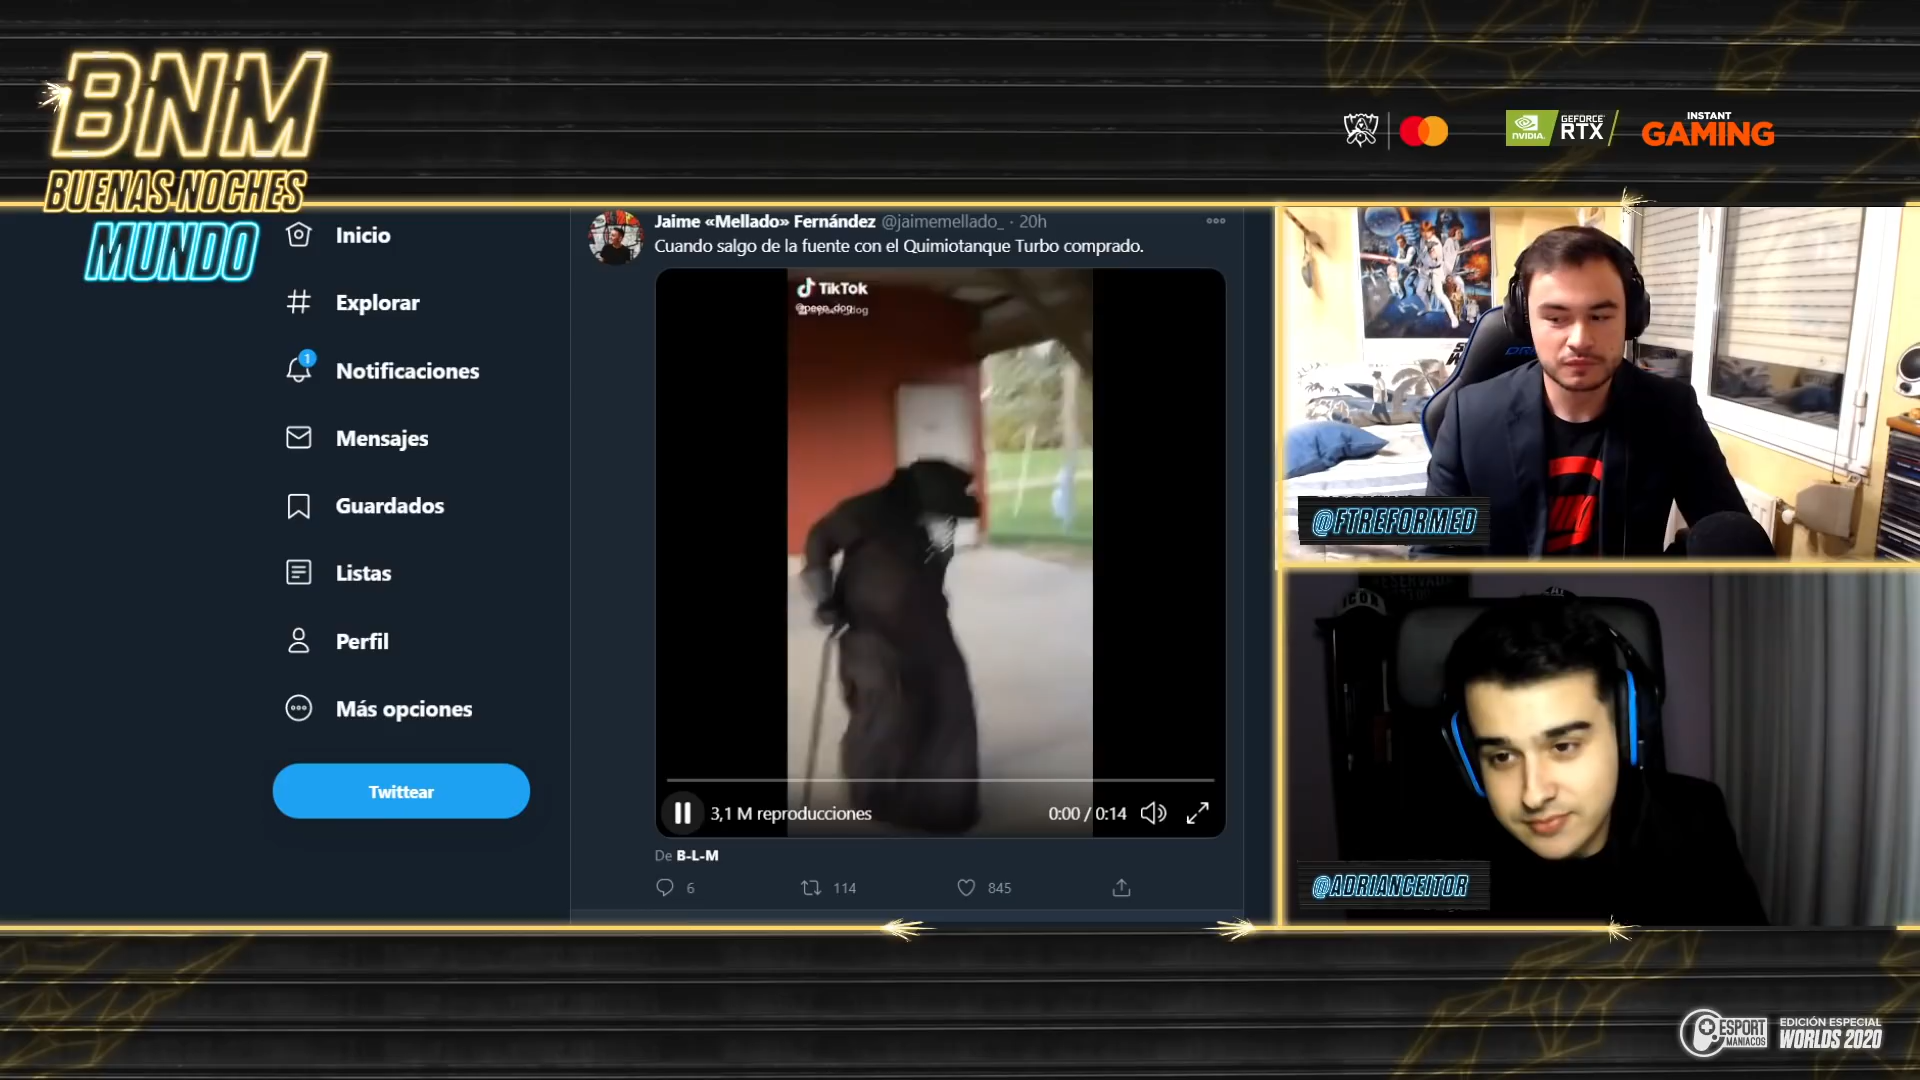 BNM
BUENAS NOCHES
MUNDO
NVIDIA.
GEFORCE
RTX
INSTANT
GAMING
Inicio
Explorar
1
Notificaciones
Mensajes
Guardados
Listas
Perfil
Más opciones
Twittear
Jaime «Mellado» Fernández @jaimemellado_ · 20h
Cuando salgo de la fuente con el Quimiotanque Turbo comprado.
TikTok
@peen_dog
3,1 M reproducciones
0:00 / 0:14
De B-L-M
6
114
845
@FTREFORMED
@ADRIANCEITOR
ESPORT
MANIACOS
EDICIÓN ESPECIAL
WORLDS 2020